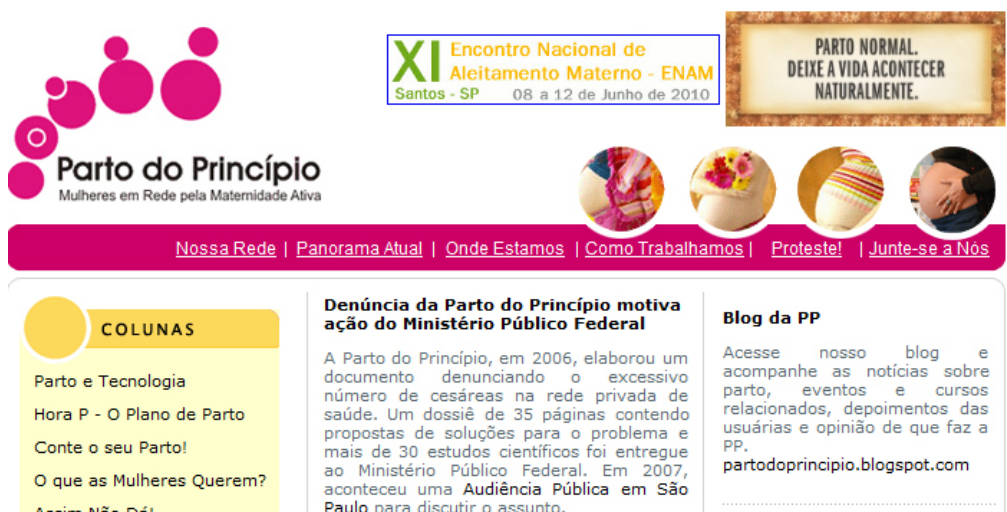 XI Encontro Nacional de
Aleitamento Materno - ENAM
Santos - SP 08 a 12 de Junho de 2010
PARTO NORMAL.
DEIXE A VIDA ACONTECER
NATURALMENTE.
Parto do Princípio
Mulheres em Rede pela Maternidade Ativa
Nossa Rede | Panorama Atual | Onde Estamos | Como Trabalhamos | Proteste! | Junte-se a Nós
COLUNAS
Parto e Tecnologia
Hora P - O Plano de Parto
Conte o seu Parto!
O que as Mulheres Querem?
Assim Não Dá!
Denúncia da Parto do Princípio motiva
ação do Ministério Público Federal
A Parto do Princípio, em 2006, elaborou um
documento denunciando o excessivo
número de cesáreas na rede privada de
saúde. Um dossiê de 35 páginas contendo
propostas de soluções para o problema e
mais de 30 estudos científicos foi entregue
ao Ministério Público Federal. Em 2007,
aconteceu uma Audiência Pública em São
Paulo para discutir o assunto.
Blog da PP
Acesse nosso blog e
acompanhe as notícias sobre
parto, eventos e cursos
relacionados, depoimentos das
usuárias e opinião de que faz a
PP.
partodoprincipio.blogspot.com